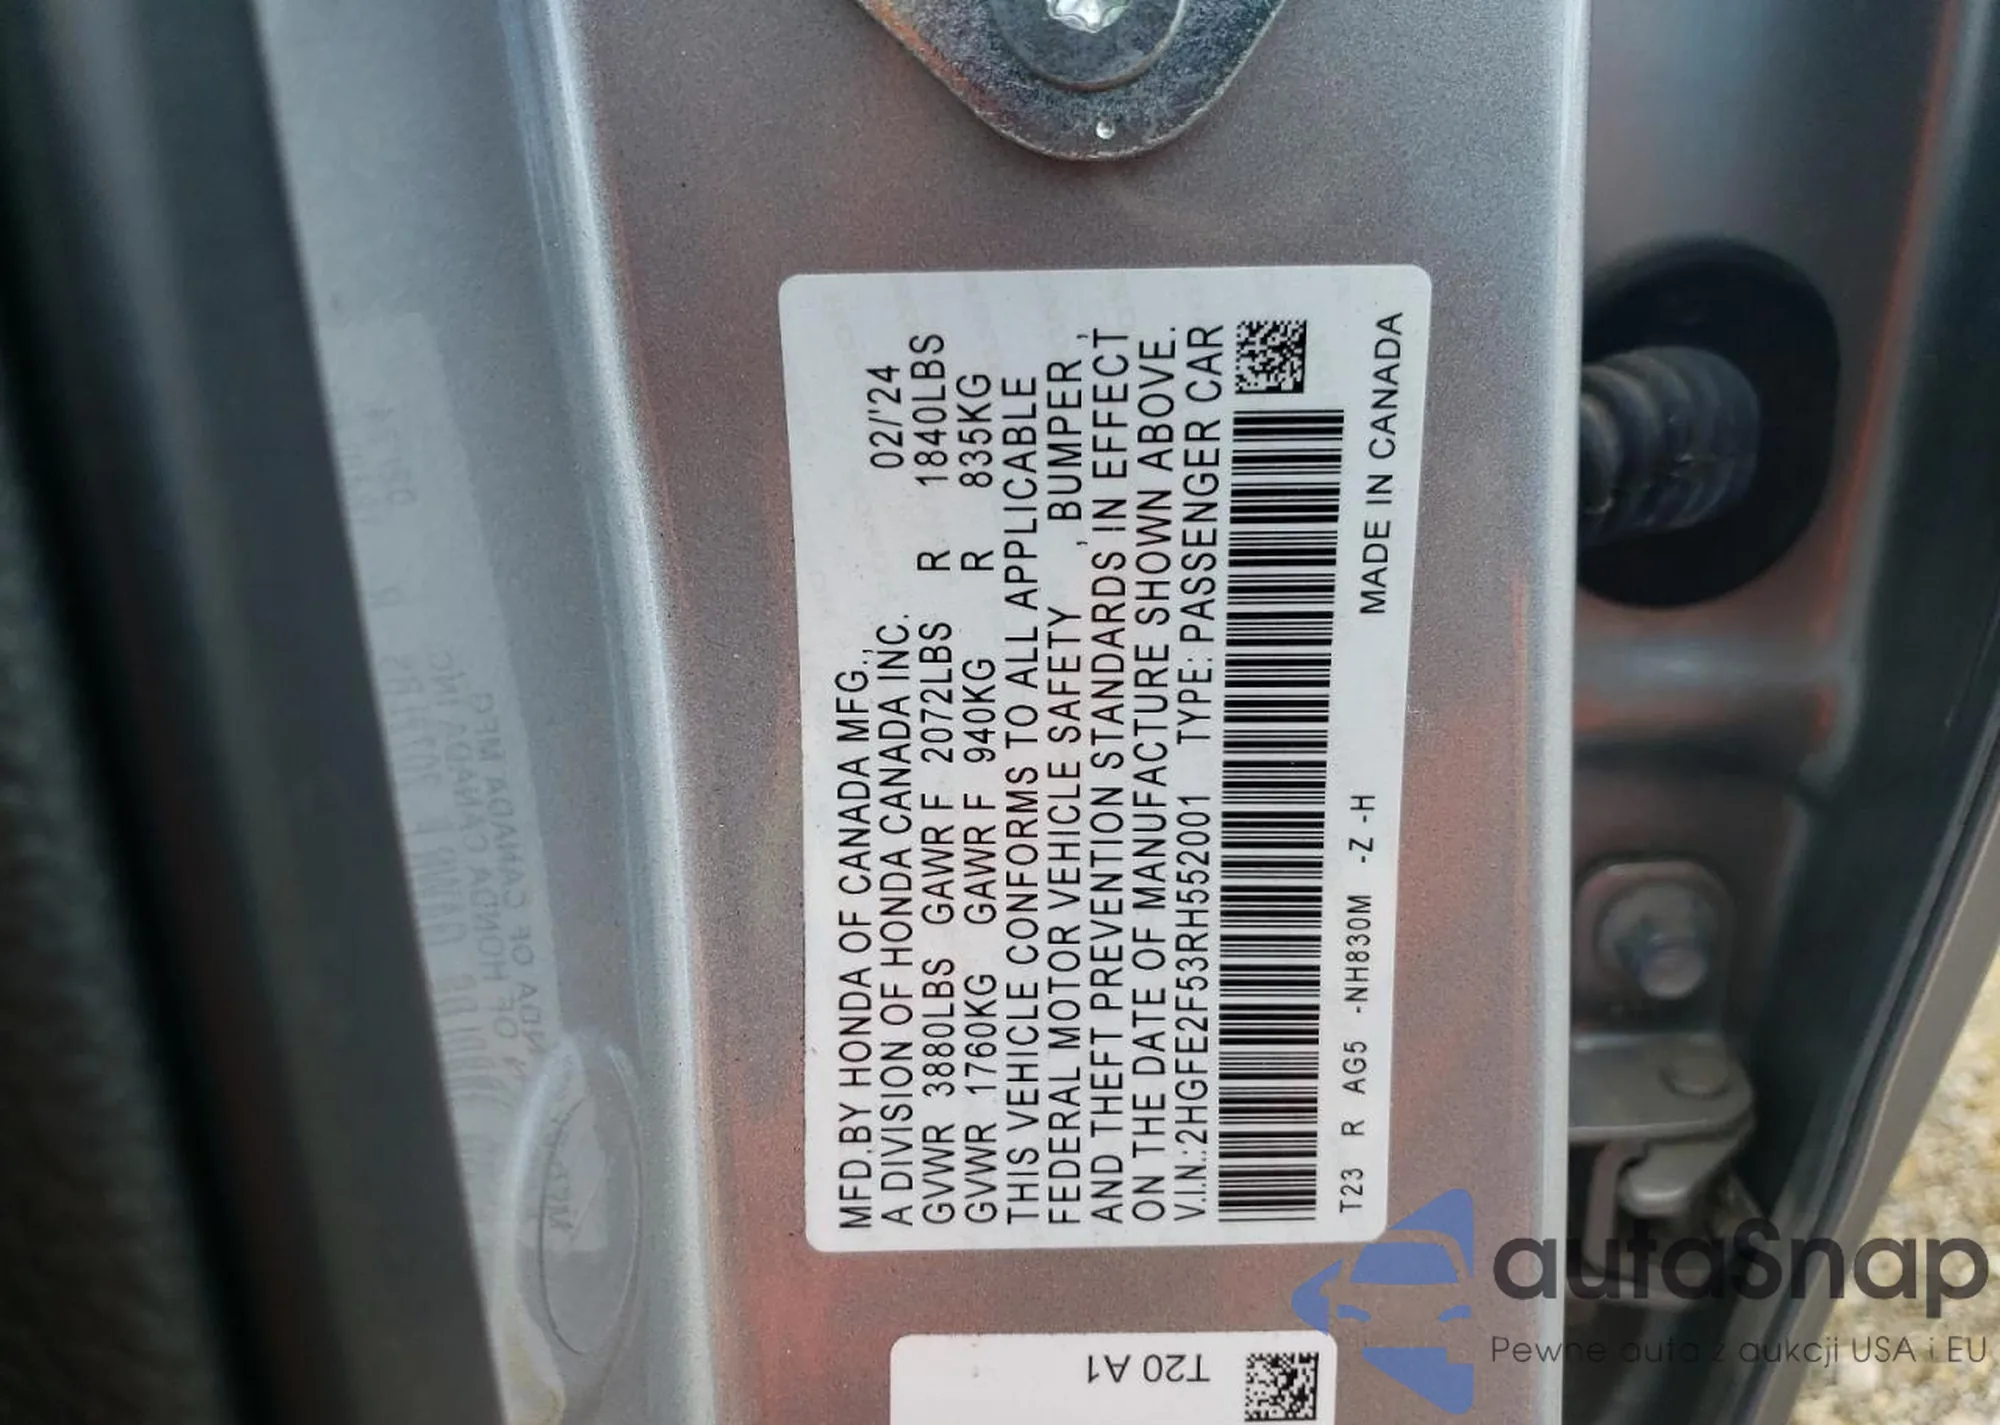 MFD.BY HONDA OF CANADA MFG.,
A DIVISION OF HONDA CANADA INC. 02/'24
GVWR 3880LBS GAWR F 2072LBS R 1840LBS
GVWR 1760KG GAWR F 940KG R 835KG
THIS VEHICLE CONFORMS TO ALL APPLICABLE
FEDERAL MOTOR VEHICLE SAFETY , BUMPER ,
AND THEFT PREVENTION STANDARDS IN EFFECT
ON THE DATE OF MANUFACTURE SHOWN ABOVE.
V.I.N.:2HGFE2F53RH552001 TYPE: PASSENGER CAR
T23 R AG5 -NH830M -Z -H MADE IN CANADA
T20 A1
autaSnap
Pewne auta z aukcji USA i EU